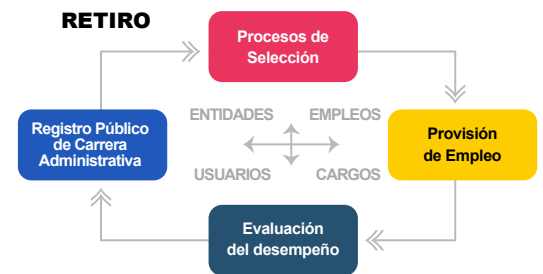 RETIRO
Procesos de
Selección
ENTIDADES
EMPLEOS
Registro Público
de Carrera
Administrativa
Provisión
de Empleo
USUARIOS
CARGOS
Evaluación
del desempeño